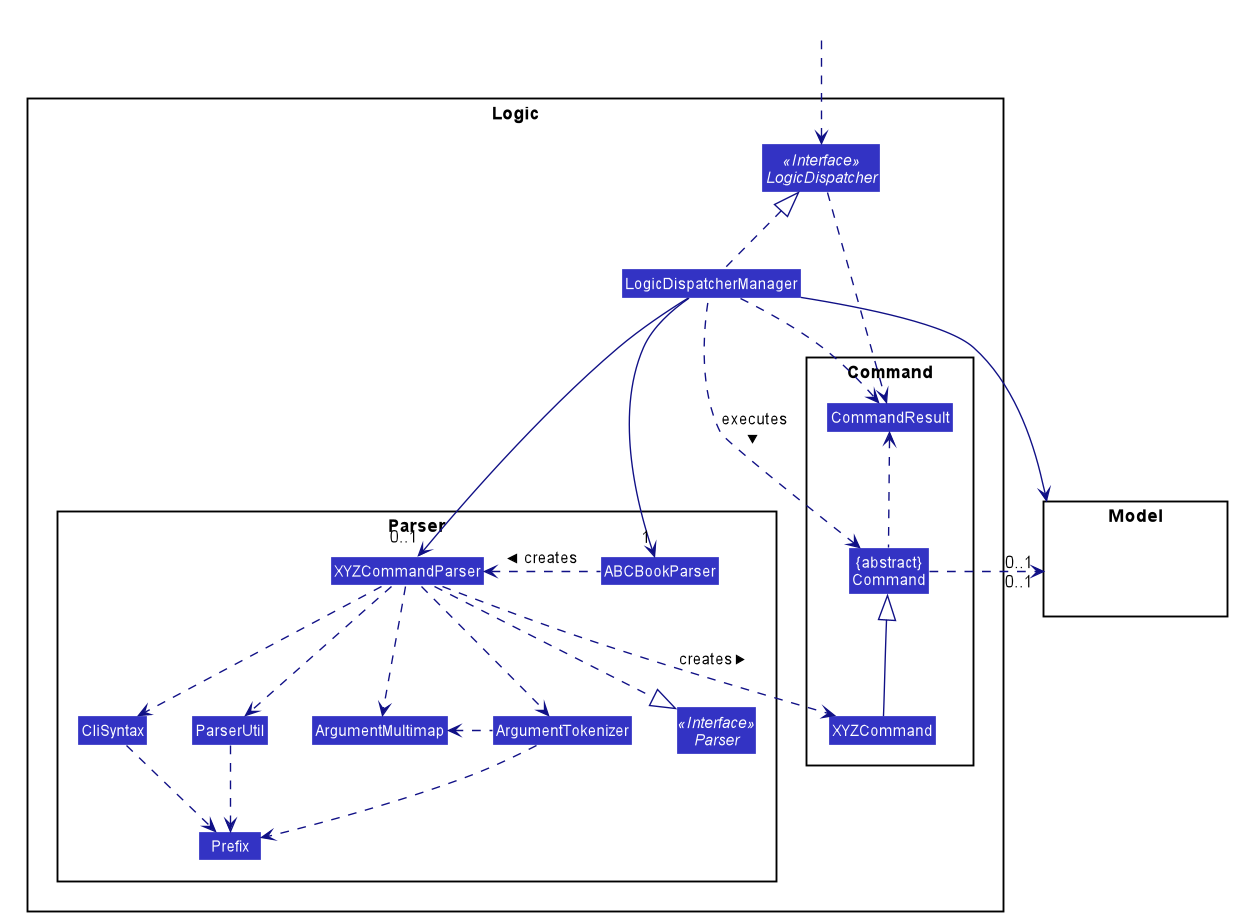 Logic
«Interface»
LogicDispatcher
LogicDispatcherManager
Command
CommandResult
executes
▼
Parser
0..1
1
XYZCommandParser
◄ creates
ABCBookParser
{abstract}
Command
0..1
0..1
Model
creates ►
CliSyntax
ParserUtil
ArgumentMultimap
ArgumentTokenizer
«Interface»
Parser
XYZCommand
Prefix